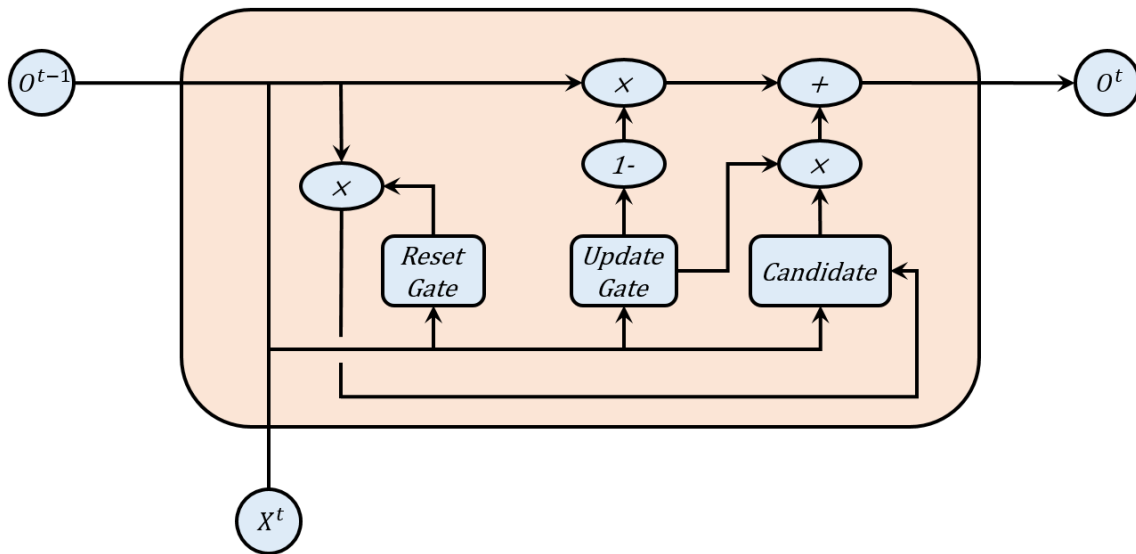 O^{t-1}
×
+
O^t
×
1-
×
Reset
Gate
Update
Gate
Candidate
X^t